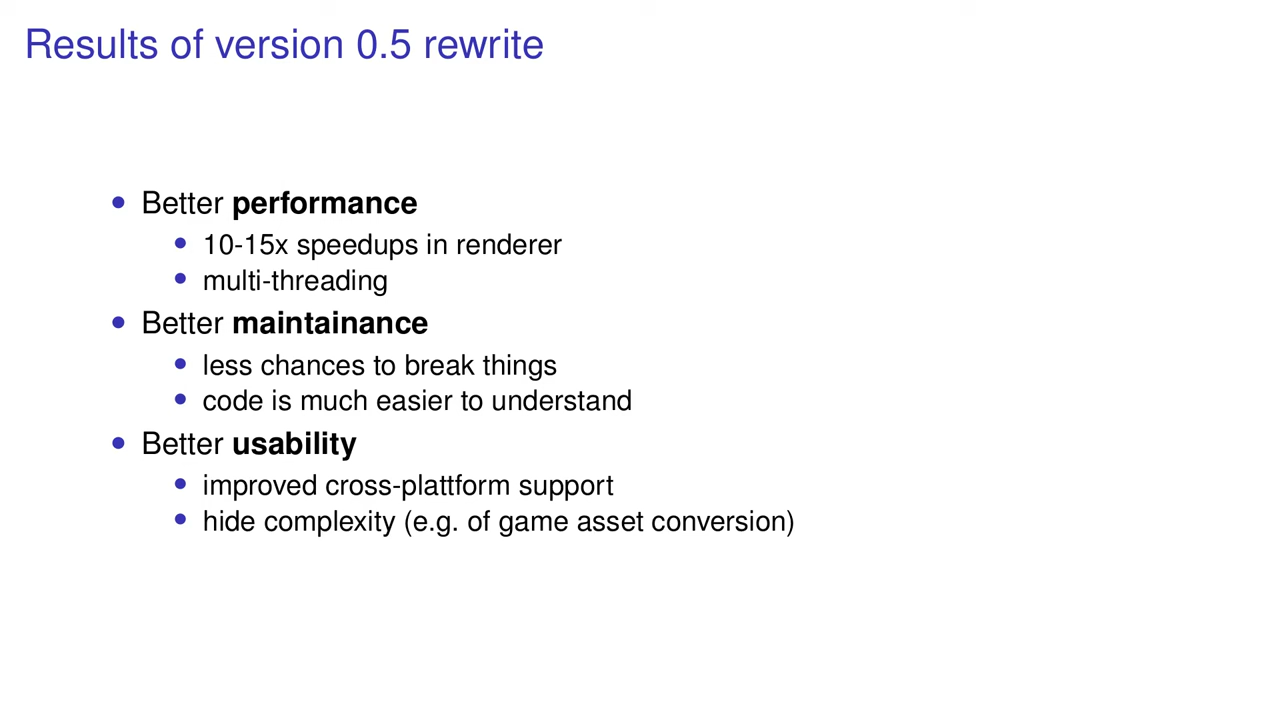 Results of version 0.5 rewrite
• Better performance
• 10-15x speedups in renderer
• multi-threading
• Better maintainance
• less chances to break things
• code is much easier to understand
• Better usability
• improved cross-plattform support
• hide complexity (e.g. of game asset conversion)